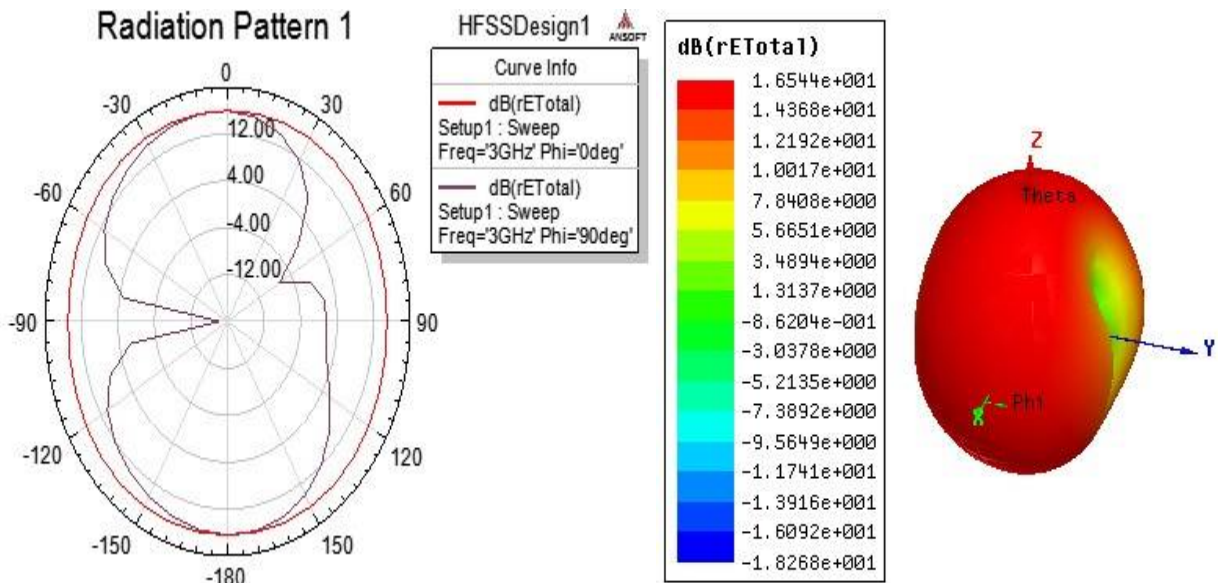 Radiation Pattern 1
HFSSDesign1
ANSOFT
0
-30
30
-60
60
-90
90
-120
120
-150
150
-180
12.00
4.00
-4.00
-12.00
Curve Info
dB(rETotal)
Setup1 : Sweep
Freq='3GHz' Phi='0deg'
dB(rETotal)
Setup1 : Sweep
Freq='3GHz' Phi='90deg'
dB(rETotal)
1.6544e+001
1.4368e+001
1.2192e+001
1.0017e+001
7.8408e+000
5.6651e+000
3.4894e+000
1.3137e+000
-8.6204e-001
-3.0378e+000
-5.2135e+000
-7.3892e+000
-9.5649e+000
-1.1741e+001
-1.3916e+001
-1.6092e+001
-1.8268e+001
Z
Theta
Y
Phi
X